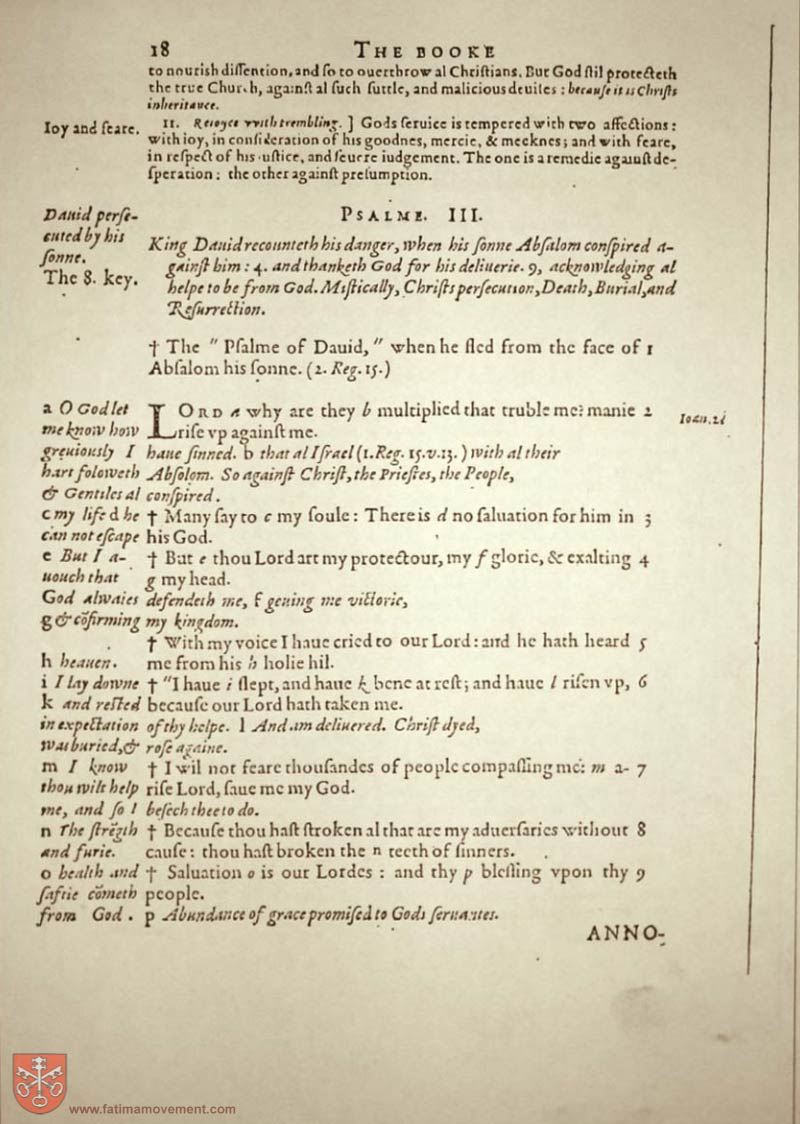 18 THE BOOKE
to nourish dissention, and so to ouerthrow al Christians. But God stil protecteth
the true Church, against al such suttle, and malicious deuises : because it is Christs
inheritance.
Ioy and feare.
11. Reioyce with trembling. ] Gods seruice is tempered with two affections :
with ioy, in consideration of his goodnes, mercie, & meeknes; and with feare,
in respect of his iustice, and seuere iudgement. The one is a remedie against de-
speration : the other against presumption.
PSALME. III.
Dauid perse-
cuted by his
sonne.
The 8. key.
King Dauid recounteth his danger, when his sonne Absalom conspired a-
gainst him : 4. and thanketh God for his deliuerie. 9, acknowledging al
helpe to be from God. Mistically, Christs persecution, Death, Burial, and
Resurrection.
† The " Psalme of Dauid, " when he fled from the face of 1
Absalom his sonne. (2. Reg. 15.)
a O God let LORD a why are they b multiplied that truble me? manie 2
me know how rise vp against me.
greuiously I haue sinned. b that al Israel (1. Reg. 15. v. 13. ) with al their
hart foloweth Absolom. So against Christ, the Priestes, the People,
& Gentiles al conspired.
c my life d he † Many say to c my soule : There is d no saluation for him in 3
can not escape his God.
e But I a- † But e thou Lord art my protectour, my f glorie, & exalting 4
uouch that g my head.
God alwaies defendeth me, f geuing me victorie,
g & cõfirming my kingdom.
† With my voice I haue cried to our Lord : and he hath heard 5
h heauen. me from his h holie hil.
i I lay downe † "I haue i slept, and haue k bene at rest; and haue l risen vp, 6
k and rested because our Lord hath taken me.
in expectation of thy helpe. l And am deliuered. Christ dyed,
was buried, & rose againe.
m I know † I wil not feare thousandes of people compassing me: m a- 7
thou wilt help rise Lord, saue me my God.
me, and so I besech thee to do.
n The strẽgth † Because thou hast stroken al that are my aduersaries without 8
and furie. cause : thou hast broken the n teeth of sinners.
o health and † Saluation o is our Lordes : and thy p blessing vpon thy 9
saftie cõmeth people.
from God . p Abundance of grace promised to Gods seruantes.
ANNO-
www.fatimamovement.com